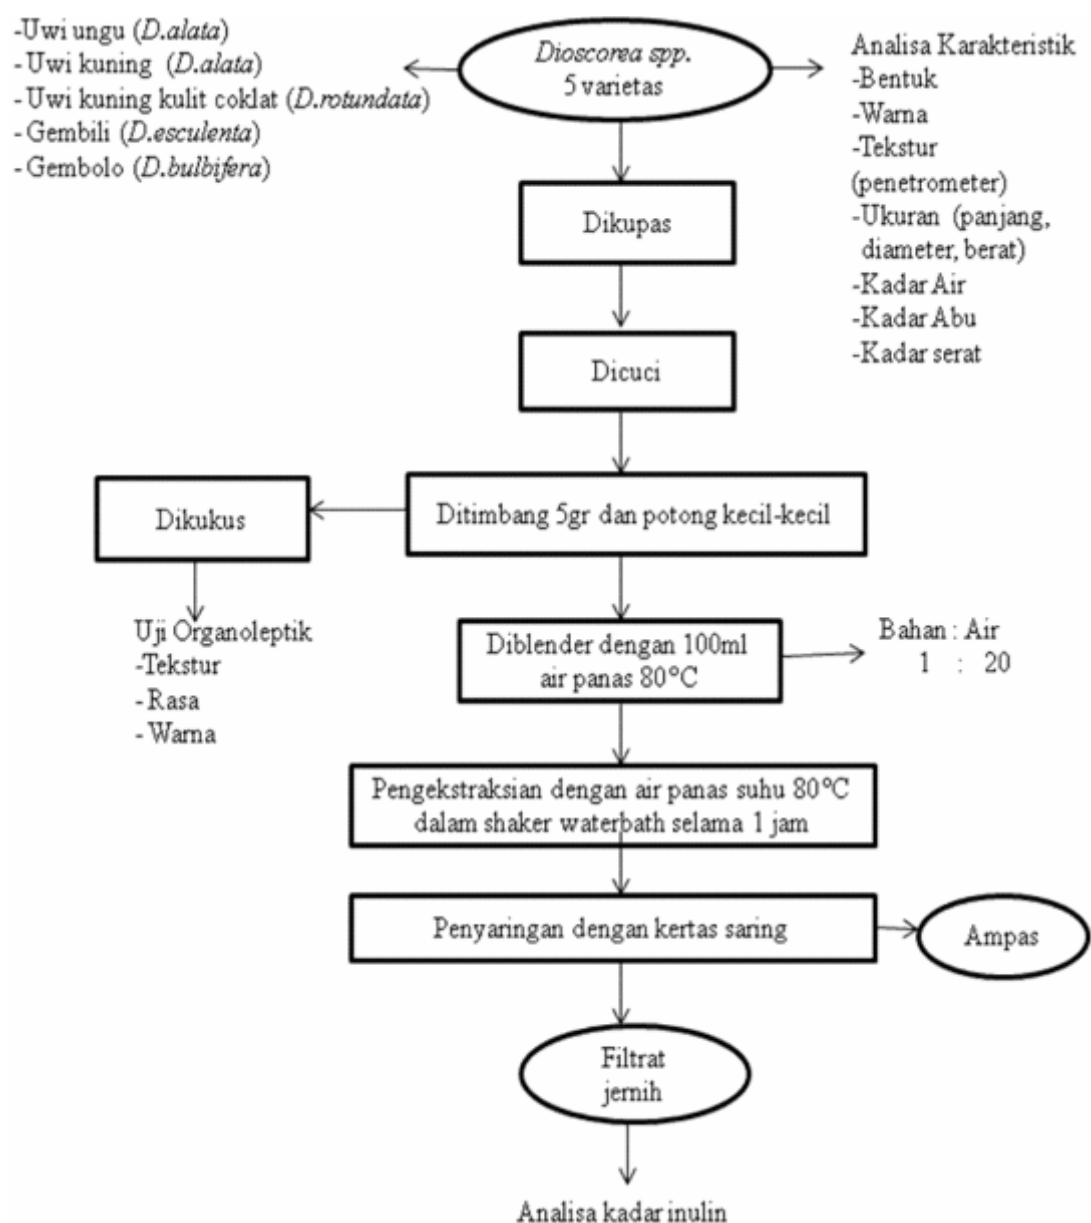 -Uwi ungu (D.alata)
-Uwi kuning (D.alata)
-Uwi kuning kulit coklat (D.rotundata)
-Gembili (D.esculenta)
-Gembolo (D.bulbifera)
Dioscorea spp.
5 varietas
Analisa Karakteristik
-Bentuk
-Warna
-Tekstur
(penetrometer)
-Ukuran (panjang,
diameter, berat)
-Kadar Air
-Kadar Abu
-Kadar serat
Dikupas
Dicuci
Ditimbang 5gr dan potong kecil-kecil
Dikukus
Uji Organoleptik
-Tekstur
-Rasa
-Warna
Diblender dengan 100ml
air panas 80°C
Bahan : Air
1 : 20
Pengekstraksian dengan air panas suhu 80°C
dalam shaker waterbath selama 1 jam
Penyaringan dengan kertas saring
Ampas
Filtrat
jernih
Analisa kadar inulin